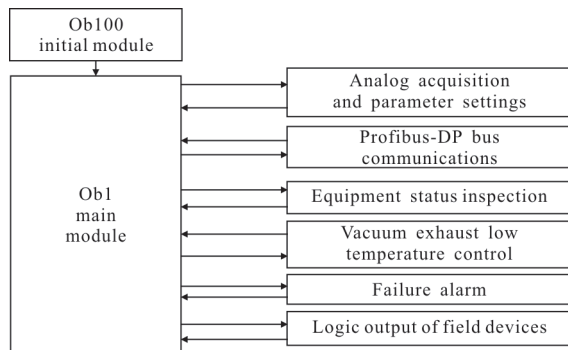 Ob100
initial module
Ob1
main
module
Analog acquisition
and parameter settings
Profibus-DP bus
communications
Equipment status inspection
Vacuum exhaust low
temperature control
Failure alarm
Logic output of field devices